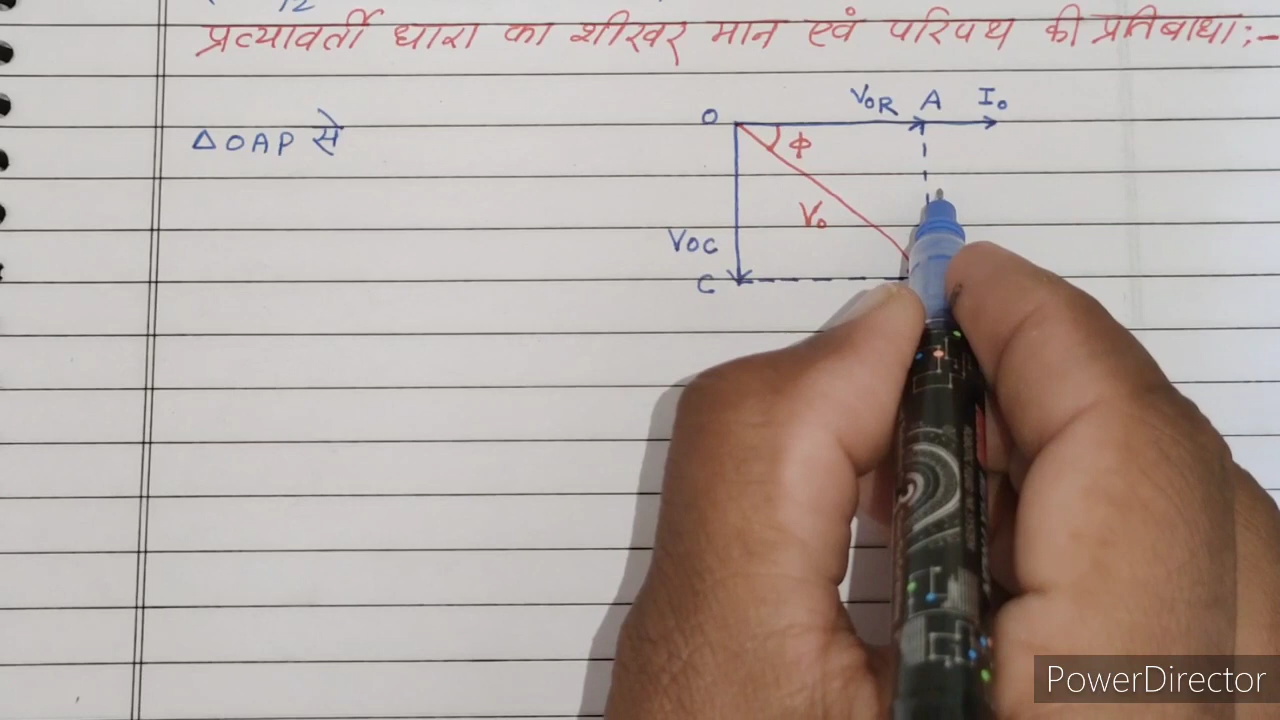 प्रत्यावर्ती धारा का शीखर मान एवं परिपथ की प्रतिबाधा :-
VOR A I₀
O
ΔOAP से
Φ
V₀
VOC
C
PowerDirector